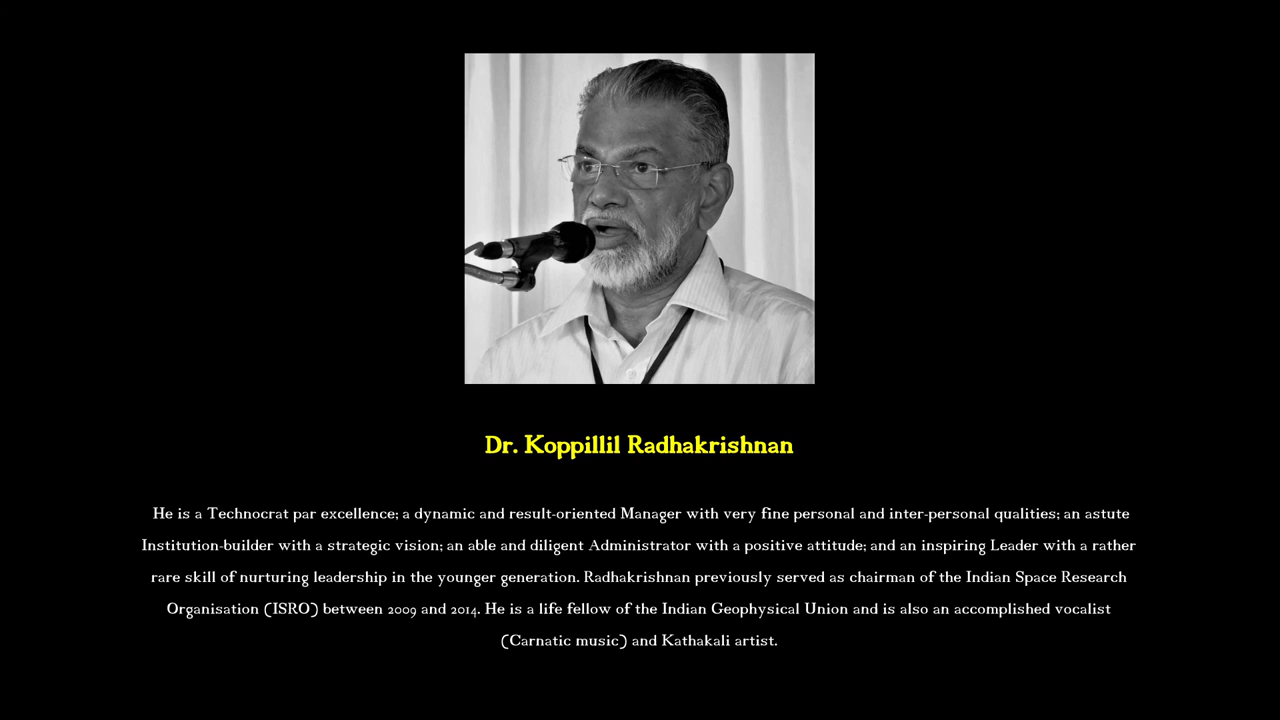 Dr. Koppillil Radhakrishnan
He is a Technocrat par excellence; a dynamic and result-oriented Manager with very fine personal and inter-personal qualities; an astute
Institution-builder with a strategic vision; an able and diligent Administrator with a positive attitude; and an inspiring Leader with a rather
rare skill of nurturing leadership in the younger generation. Radhakrishnan previously served as chairman of the Indian Space Research
Organisation (ISRO) between 2009 and 2014. He is a life fellow of the Indian Geophysical Union and is also an accomplished vocalist
(Carnatic music) and Kathakali artist.